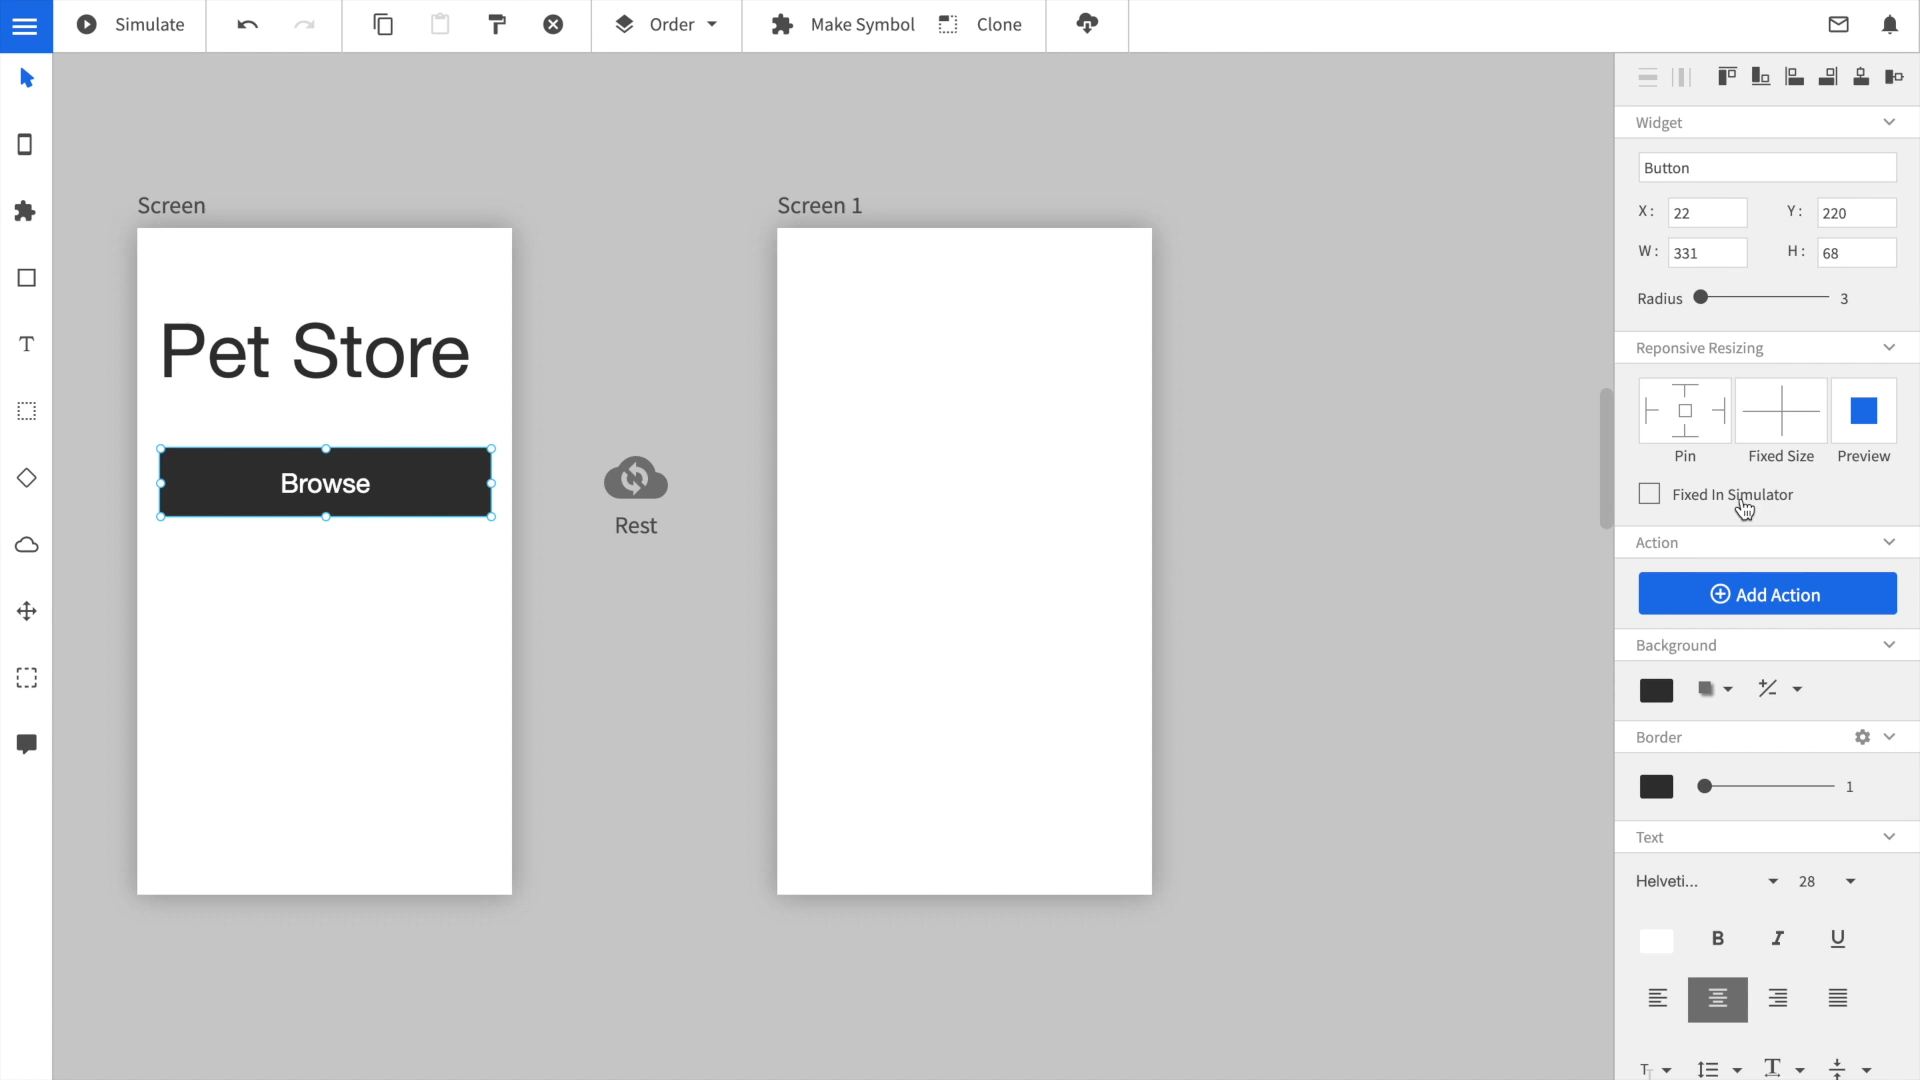 Simulate
Order
Make Symbol
Clone
Widget
Button
X :
22
Y :
220
W :
331
H :
68
Radius
3
Reponsive Resizing
Pin
Fixed Size
Preview
Fixed In Simulator
Action
Add Action
Background
Border
1
Text
Helveti...
28
B
I
U
Screen
Pet Store
Browse
Rest
Screen 1